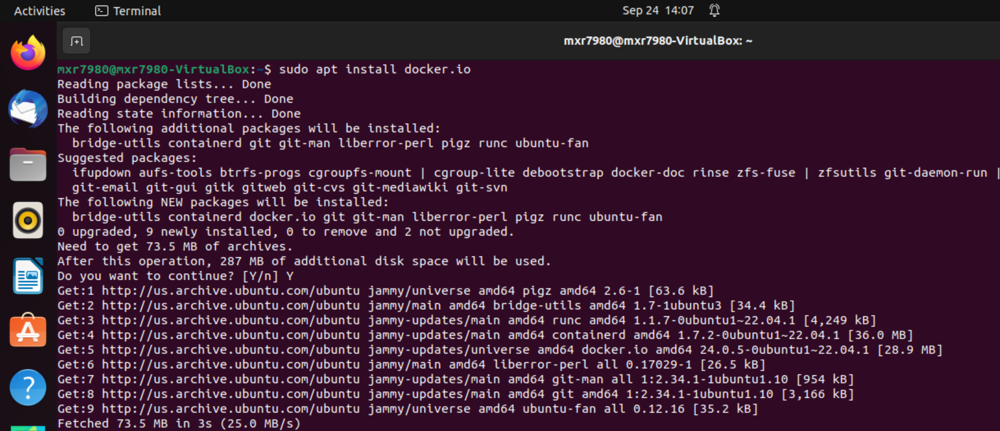 Activities Terminal Sep 24 14:07
mxr7980@mxr7980-VirtualBox: ~
mxr7980@mxr7980-VirtualBox:~$ sudo apt install docker.io
Reading package lists... Done
Building dependency tree... Done
Reading state information... Done
The following additional packages will be installed:
  bridge-utils containerd git git-man liberror-perl pigz runc ubuntu-fan
Suggested packages:
  ifupdown aufs-tools btrfs-progs cgroupfs-mount | cgroup-lite debootstrap docker-doc rinse zfs-fuse | zfsutils git-daemon-run |
  git-email git-gui gitk gitweb git-cvs git-mediawiki git-svn
The following NEW packages will be installed:
  bridge-utils containerd docker.io git git-man liberror-perl pigz runc ubuntu-fan
0 upgraded, 9 newly installed, 0 to remove and 2 not upgraded.
Need to get 73.5 MB of archives.
After this operation, 287 MB of additional disk space will be used.
Do you want to continue? [Y/n] Y
Get:1 http://us.archive.ubuntu.com/ubuntu jammy/universe amd64 pigz amd64 2.6-1 [63.6 kB]
Get:2 http://us.archive.ubuntu.com/ubuntu jammy/main amd64 bridge-utils amd64 1.7-1ubuntu3 [34.4 kB]
Get:3 http://us.archive.ubuntu.com/ubuntu jammy-updates/main amd64 runc amd64 1.1.7-0ubuntu1~22.04.1 [4,249 kB]
Get:4 http://us.archive.ubuntu.com/ubuntu jammy-updates/main amd64 containerd amd64 1.7.2-0ubuntu1~22.04.1 [36.0 MB]
Get:5 http://us.archive.ubuntu.com/ubuntu jammy-updates/universe amd64 docker.io amd64 24.0.5-0ubuntu1~22.04.1 [28.9 MB]
Get:6 http://us.archive.ubuntu.com/ubuntu jammy/main amd64 liberror-perl all 0.17029-1 [26.5 kB]
Get:7 http://us.archive.ubuntu.com/ubuntu jammy-updates/main amd64 git-man all 1:2.34.1-1ubuntu1.10 [954 kB]
Get:8 http://us.archive.ubuntu.com/ubuntu jammy-updates/main amd64 git amd64 1:2.34.1-1ubuntu1.10 [3,166 kB]
Get:9 http://us.archive.ubuntu.com/ubuntu jammy/universe amd64 ubuntu-fan all 0.12.16 [35.2 kB]
Fetched 73.5 MB in 3s (25.0 MB/s)